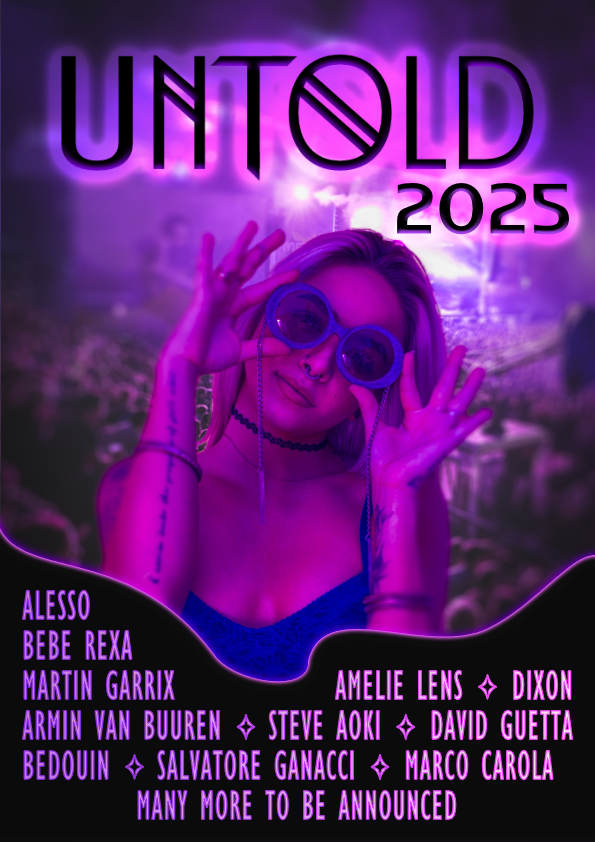 UNTOLD
2025
ALESSO
BEBE REXA
MARTIN GARRIX
AMELIE LENS ✧ DIXON
ARMIN VAN BUUREN ✧ STEVE AOKI ✧ DAVID GUETTA
BEDOUIN ✧ SALVATORE GANACCI ✧ MARCO CAROLA
MANY MORE TO BE ANNOUNCED